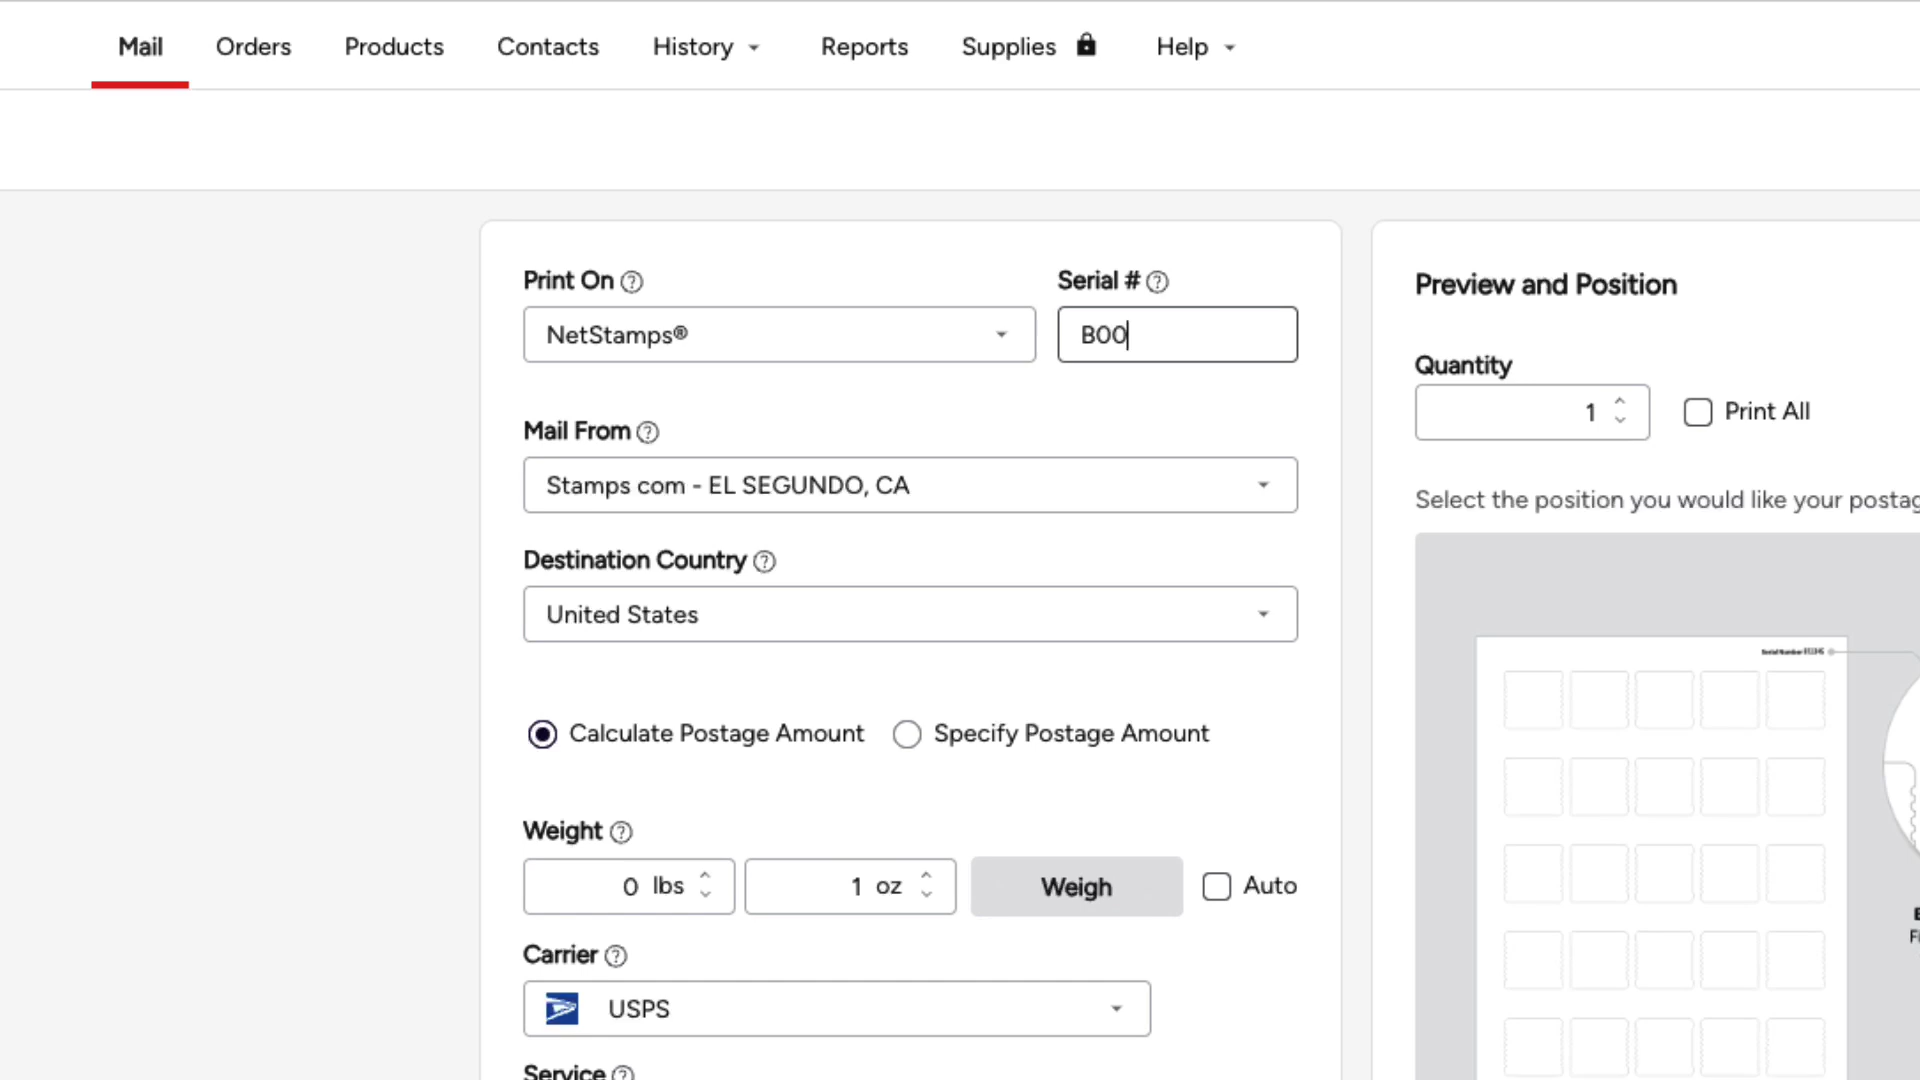 Mail Orders Products Contacts History Reports Supplies Help
Print On Serial #
NetStamps® B00
Mail From
Stamps com - EL SEGUNDO, CA
Destination Country
United States
Calculate Postage Amount Specify Postage Amount
Weight
0 lbs 1 oz Weigh Auto
Carrier
USPS
Service
Preview and Position
Quantity
1 Print All
Select the position you would like your postag
Serial Number